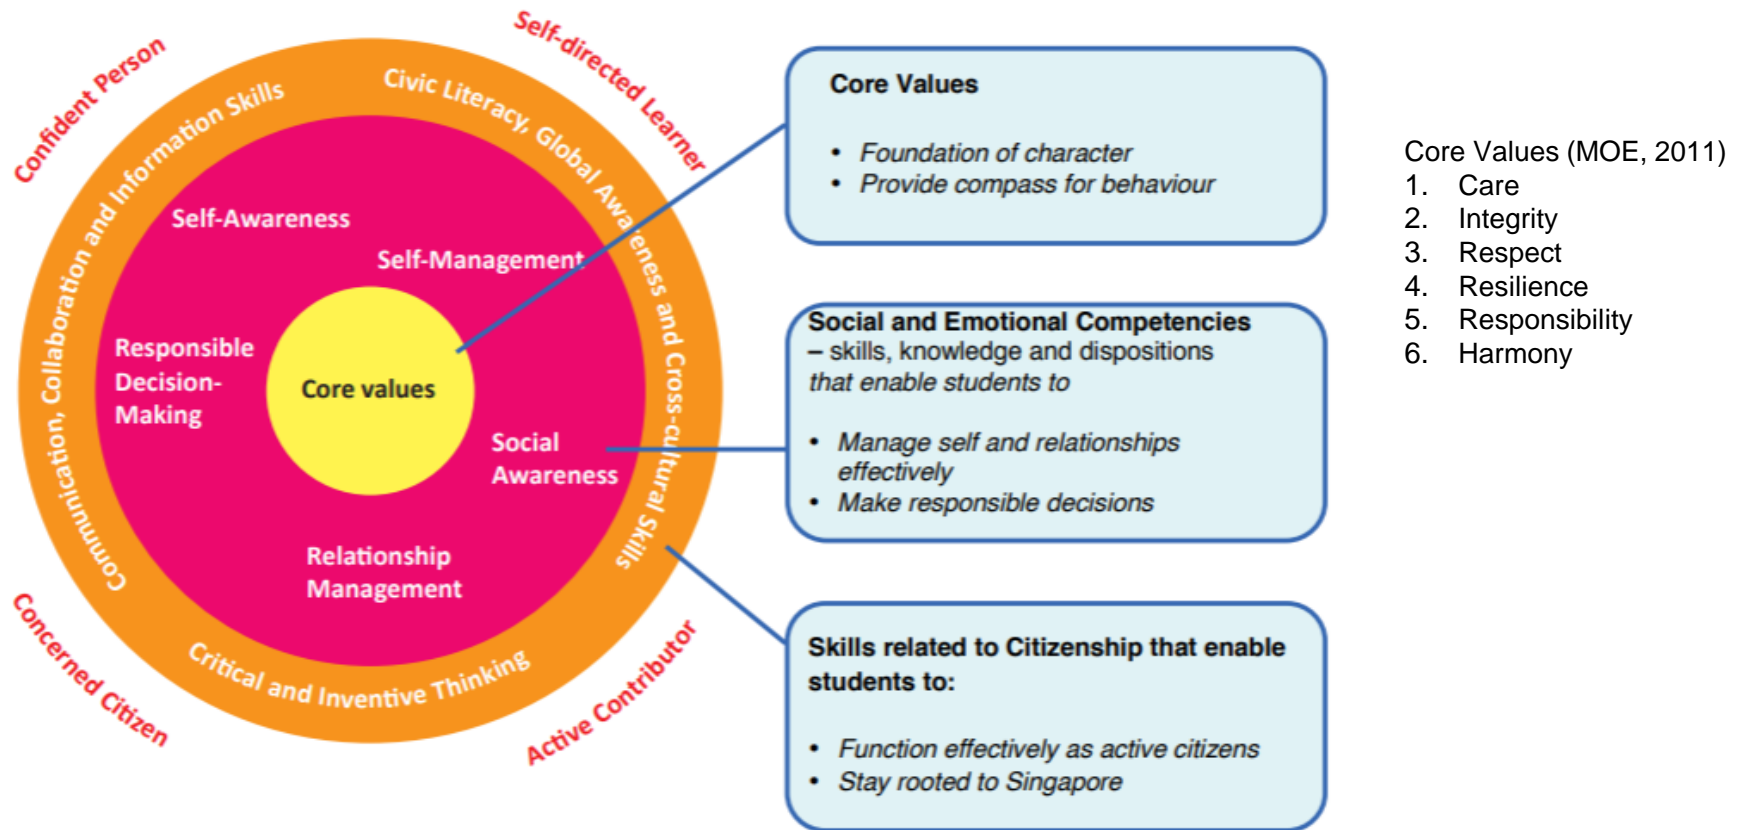 Confident Person
Self-directed Learner
Communication, Collaboration and Information Skills
Civic Literacy, Global Awareness and Cross-cultural Skills
Critical and Inventive Thinking
Concerned Citizen
Active Contributor
Self-Awareness
Self-Management
Responsible
Decision-
Making
Core values
Social
Awareness
Relationship
Management
Core Values
• Foundation of character
• Provide compass for behaviour
Social and Emotional Competencies
– skills, knowledge and dispositions
that enable students to
• Manage self and relationships
effectively
• Make responsible decisions
Skills related to Citizenship that enable
students to:
• Function effectively as active citizens
• Stay rooted to Singapore
Core Values (MOE, 2011)
1. Care
2. Integrity
3. Respect
4. Resilience
5. Responsibility
6. Harmony